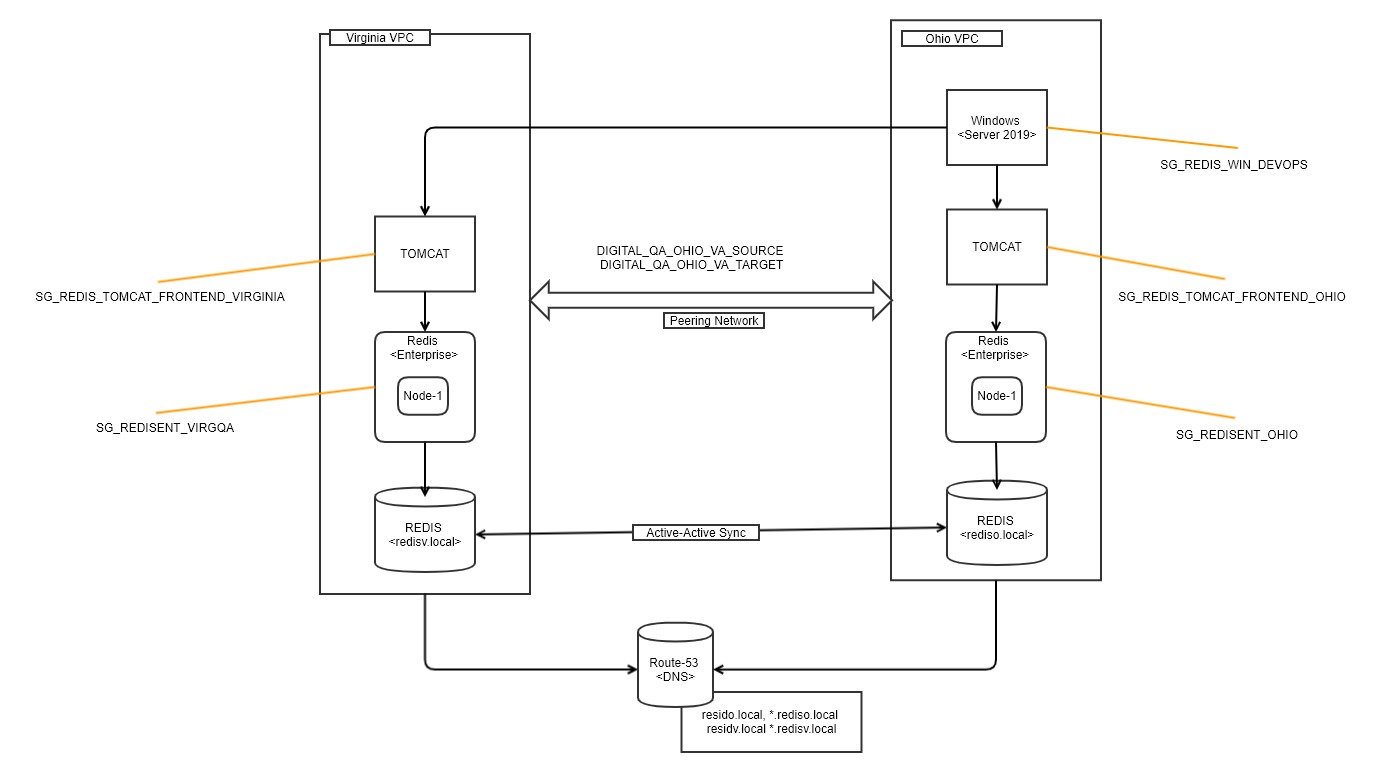 Virginia VPC
Ohio VPC
Windows
<Server 2019>
SG_REDIS_WIN_DEVOPS
TOMCAT
TOMCAT
DIGITAL_QA_OHIO_VA_SOURCE
DIGITAL_QA_OHIO_VA_TARGET
SG_REDIS_TOMCAT_FRONTEND_VIRGINIA
SG_REDIS_TOMCAT_FRONTEND_OHIO
Peering Network
Redis
<Enterprise>
Node-1
Redis
<Enterprise>
Node-1
SG_REDISENT_VIRGQA
SG_REDISENT_OHIO
REDIS
<redisv.local>
Active-Active Sync
REDIS
<rediso.local>
Route-53
<DNS>
resido.local, *.rediso.local
residv.local *.redisv.local